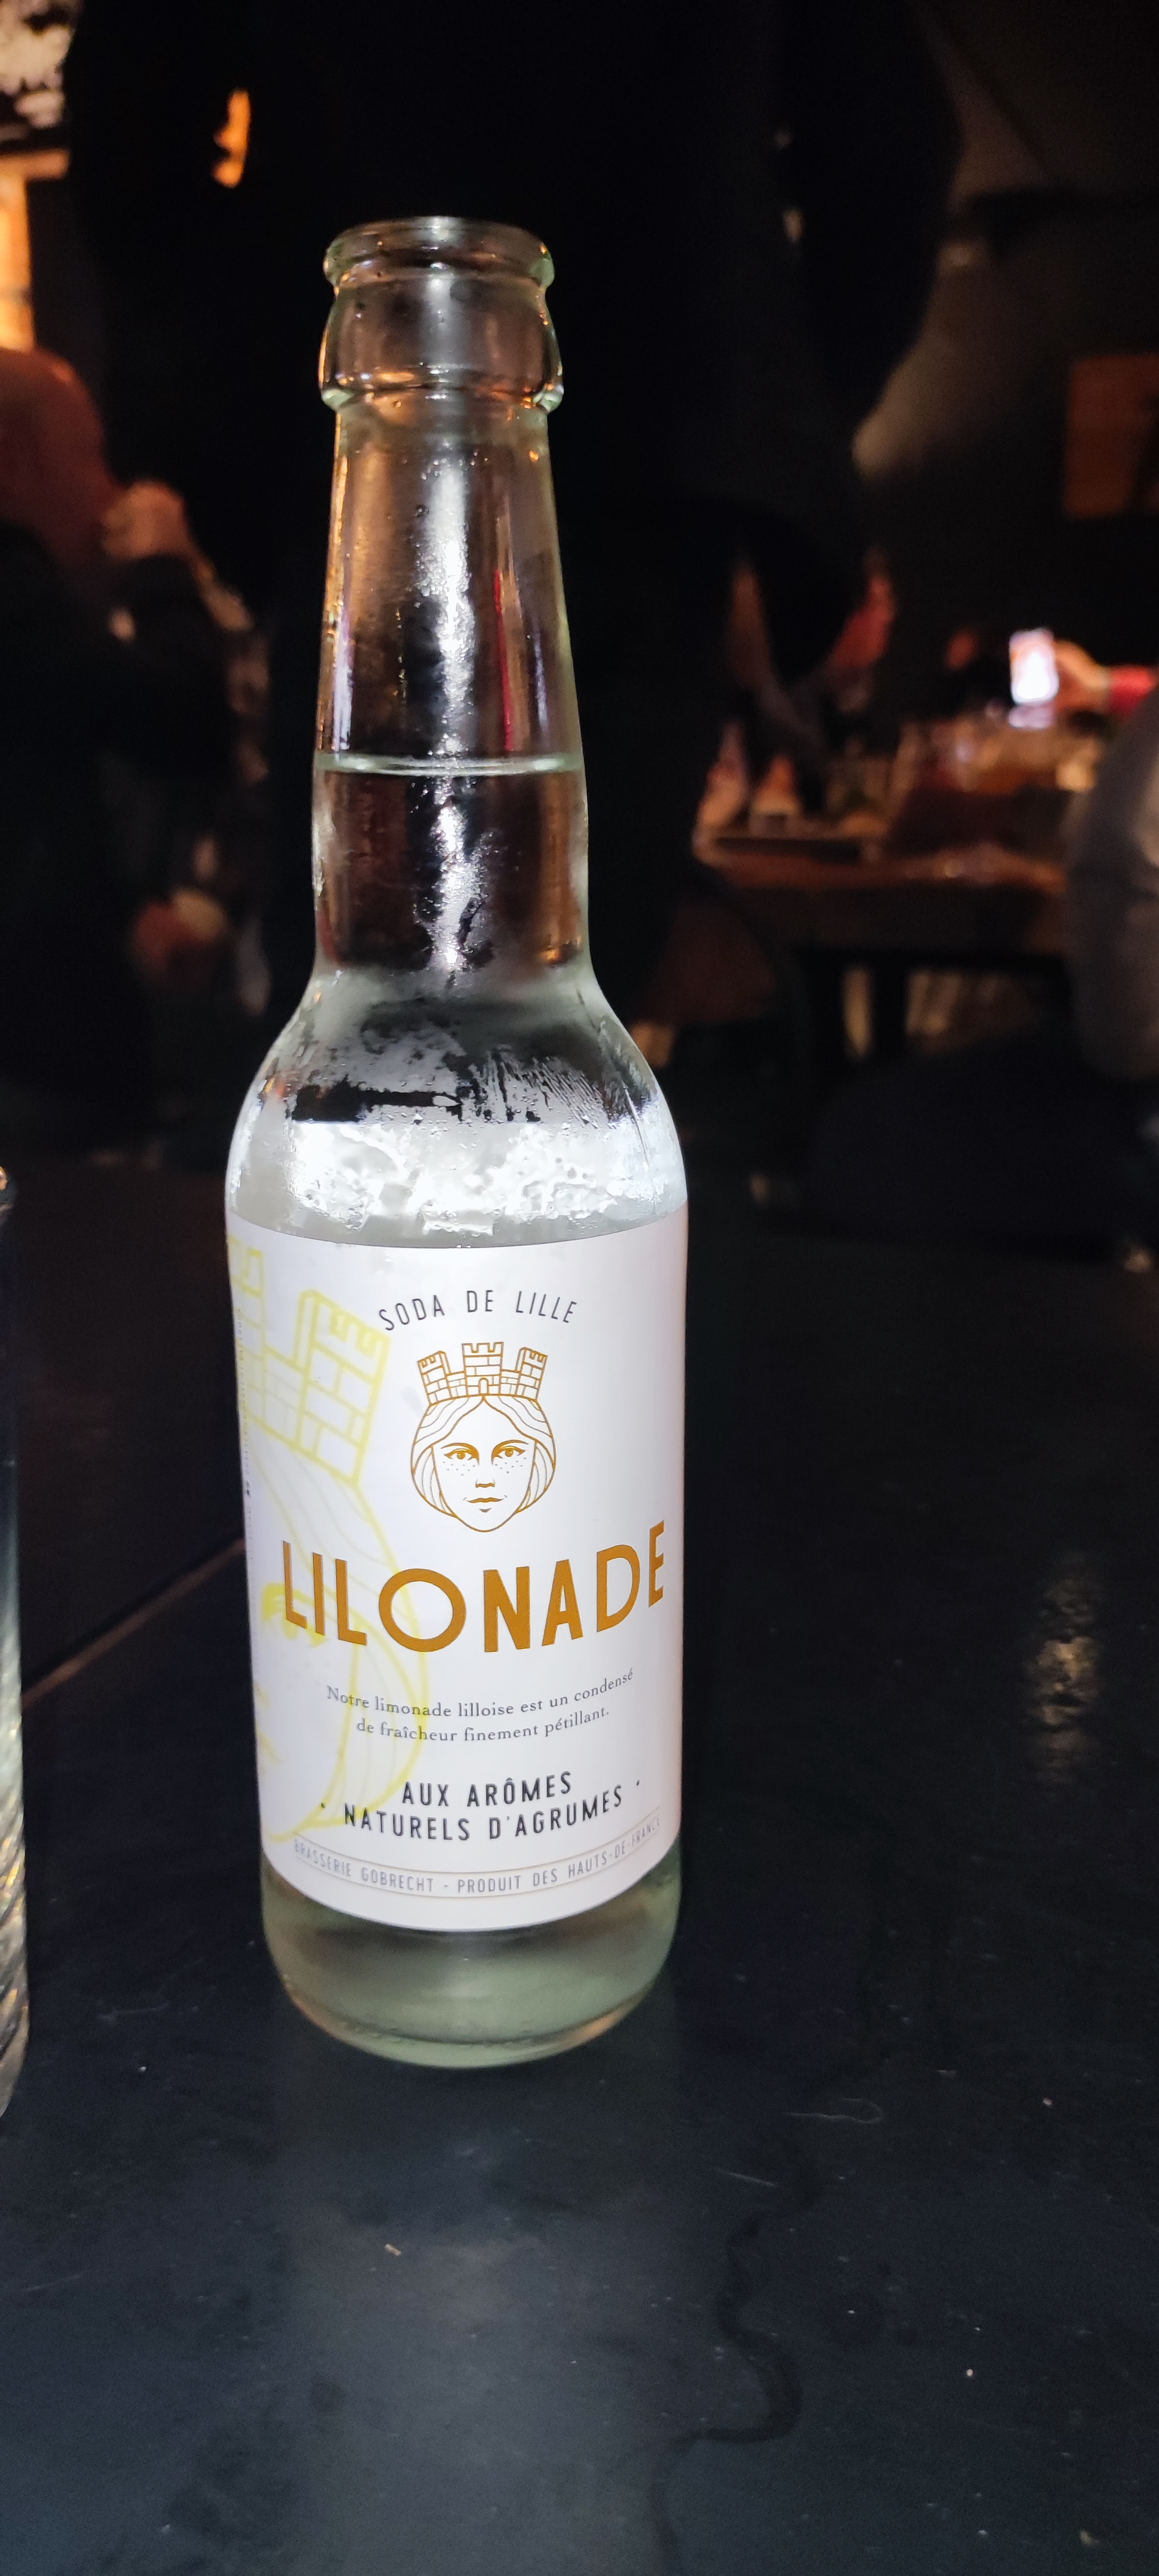 SODA DE LILLE
LILONADE
Notre limonade lilloise est un condensé
de fraîcheur finement pétillant.
AUX ARÔMES
· NATURELS D'AGRUMES ·
BRASSERIE GOBRECHT - PRODUIT DES HAUTS-DE-FRANCE